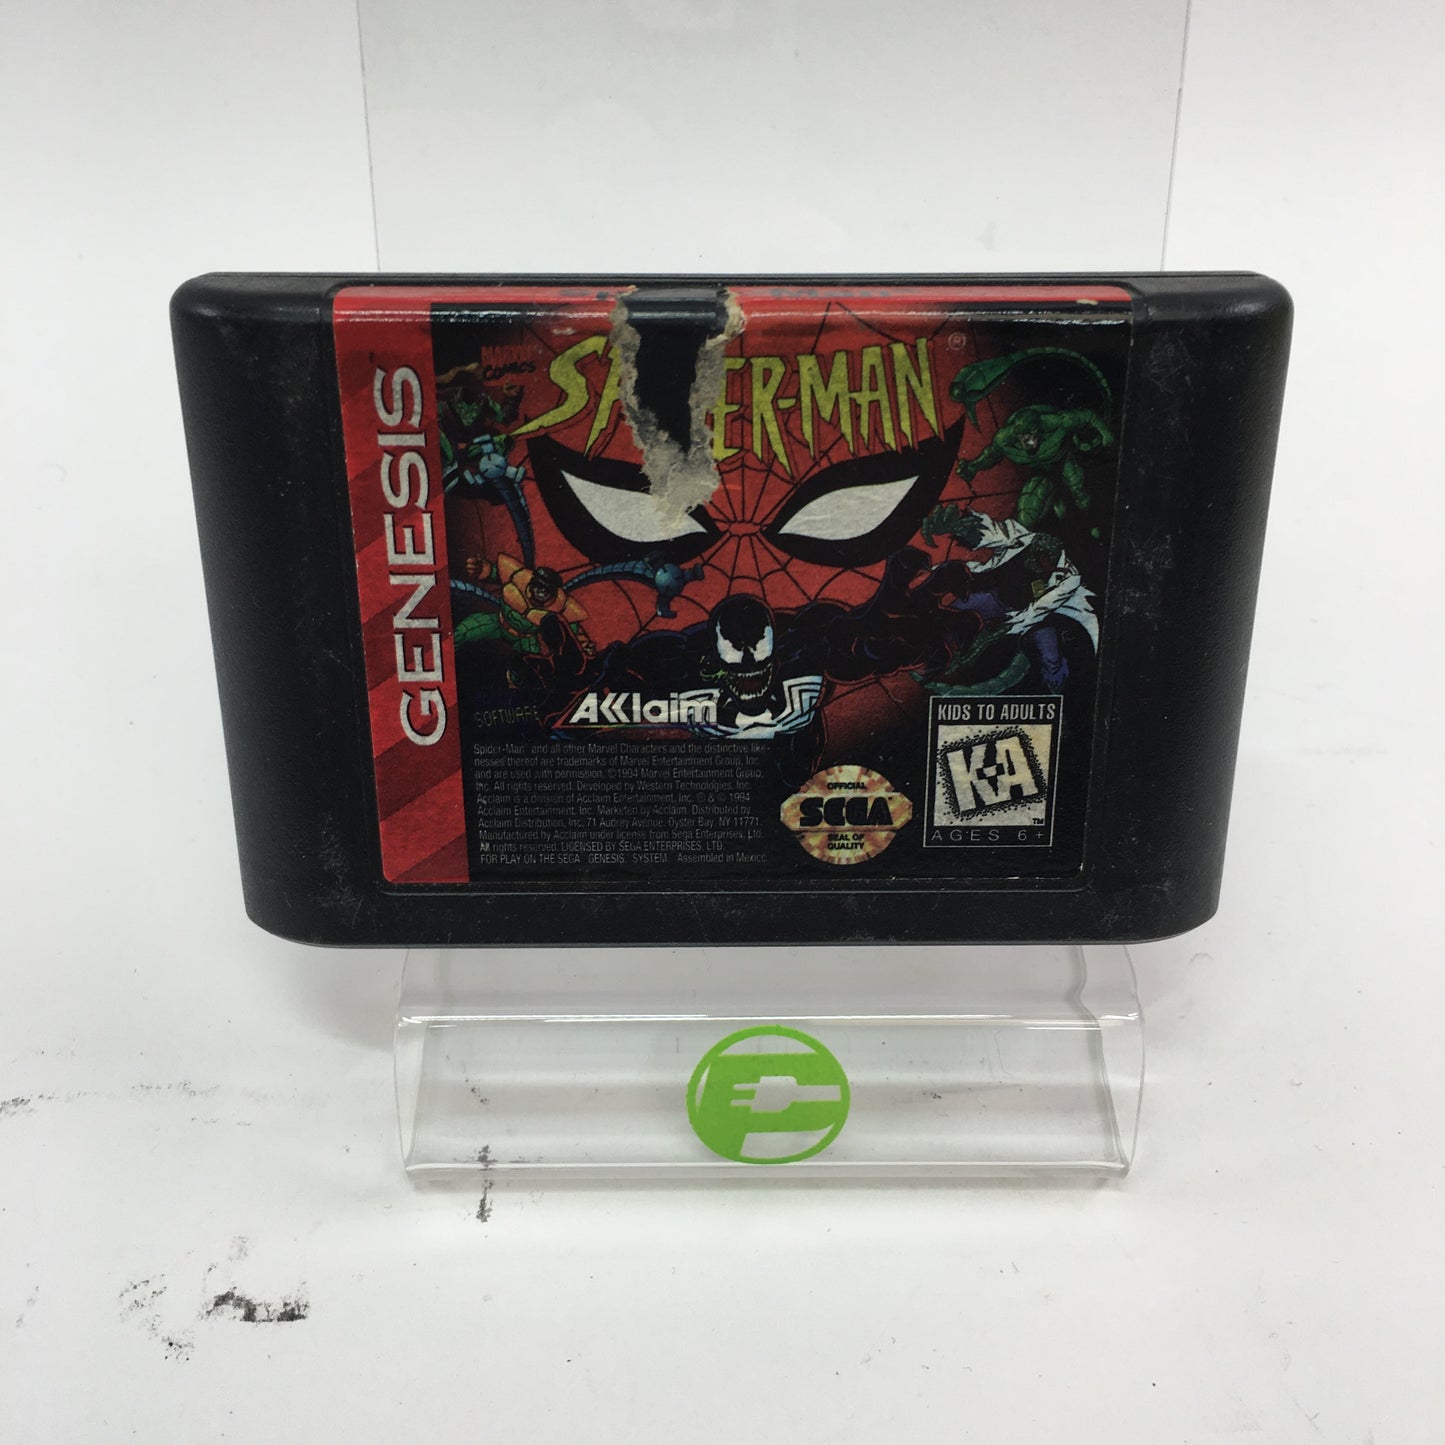 MARVEL
COMICS
SP ER-MAN ®
GENESIS
SOFTWARE
AKKlaim
KIDS TO ADULTS
K-A
™
AGES 6+
OFFICIAL
SEGA
SEAL OF
QUALITY
Spider-Man and all other Marvel Characters and the distinctive like-
nesses thereof are trademarks of Marvel Entertainment Group, Inc.
and are used with permission. ©1994 Marvel Entertainment Group,
Inc. All rights reserved. Developed by Western Technologies, Inc.
Acclaim is a division of Acclaim Entertainment, Inc. ® & © 1994
Acclaim Entertainment, Inc. Marketed by Acclaim. Distributed by
Acclaim Distribution, Inc. 71 Audrey Avenue, Oyster Bay, NY 11771.
Manufactured by Acclaim under license from Sega Enterprises, Ltd.
All rights reserved. LICENSED BY SEGA ENTERPRISES, LTD.
FOR PLAY ON THE SEGA GENESIS SYSTEM. Assembled in Mexico.